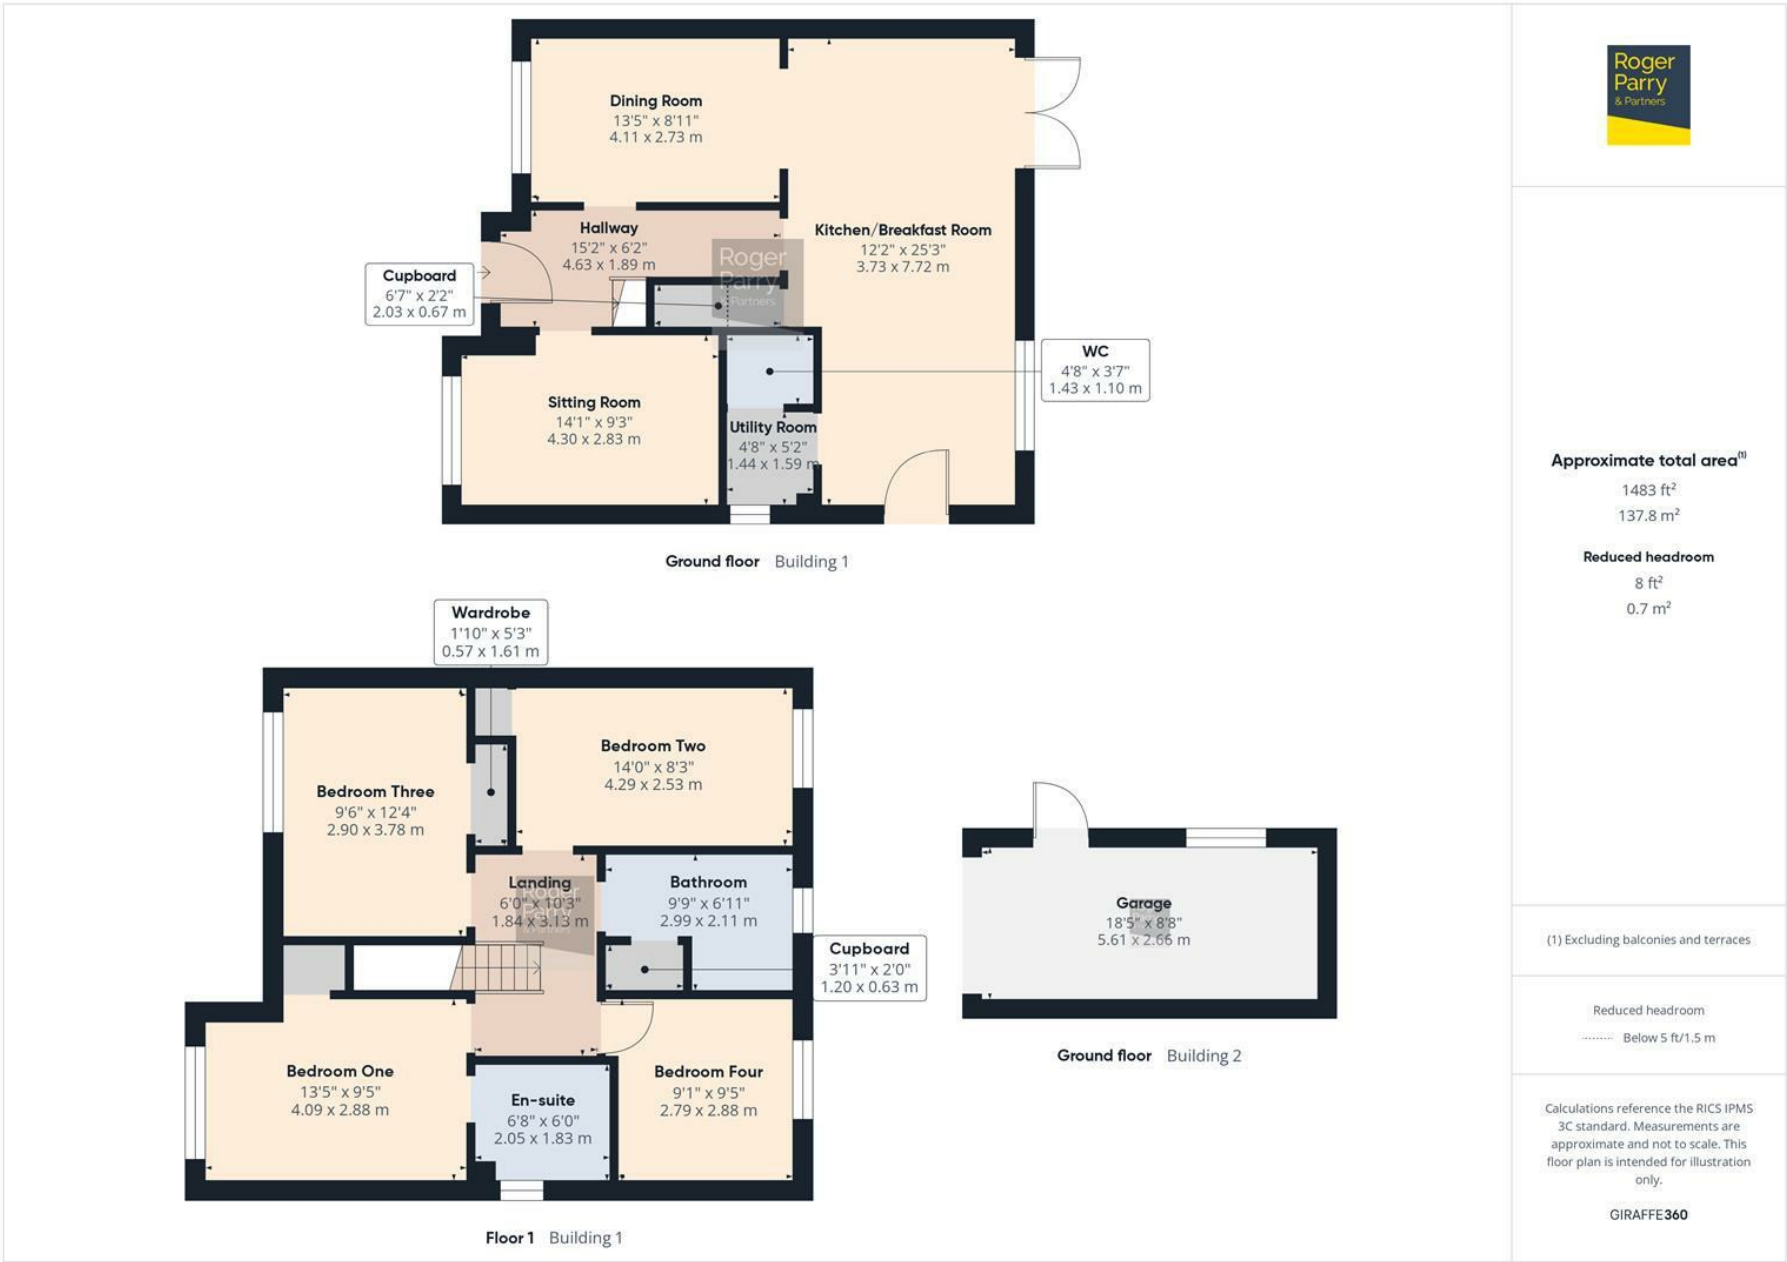 Dining Room
13'5" x 8'11"
4.11 x 2.73 m
Hallway
15'2" x 6'2"
4.63 x 1.89 m
Kitchen/Breakfast Room
12'2" x 25'3"
3.73 x 7.72 m
Cupboard
6'7" x 2'2"
2.03 x 0.67 m
Roger
Parry
& Partners
WC
4'8" x 3'7"
1.43 x 1.10 m
Sitting Room
14'1" x 9'3"
4.30 x 2.83 m
Utility Room
4'8" x 5'2"
1.44 x 1.59 m
Ground floor Building 1
Wardrobe
1'10" x 5'3"
0.57 x 1.61 m
Bedroom Three
9'6" x 12'4"
2.90 x 3.78 m
Bedroom Two
14'0" x 8'3"
4.29 x 2.53 m
Landing
6'0" x 10'3"
1.84 x 3.13 m
Roger
Parry
& Partners
Bathroom
9'9" x 6'11"
2.99 x 2.11 m
Cupboard
3'11" x 2'0"
1.20 x 0.63 m
Bedroom One
13'5" x 9'5"
4.09 x 2.88 m
En-suite
6'8" x 6'0"
2.05 x 1.83 m
Bedroom Four
9'1" x 9'5"
2.79 x 2.88 m
Floor 1 Building 1
Garage
18'5" x 8'8"
5.61 x 2.66 m
Ground floor Building 2
Roger
Parry
& Partners
Approximate total area(1)
1483 ft²
137.8 m²
Reduced headroom
8 ft²
0.7 m²
(1) Excluding balconies and terraces
Reduced headroom
Below 5 ft/1.5 m
Calculations reference the RICS IPMS
3C standard. Measurements are
approximate and not to scale. This
floor plan is intended for illustration
only.
GIRAFFE360